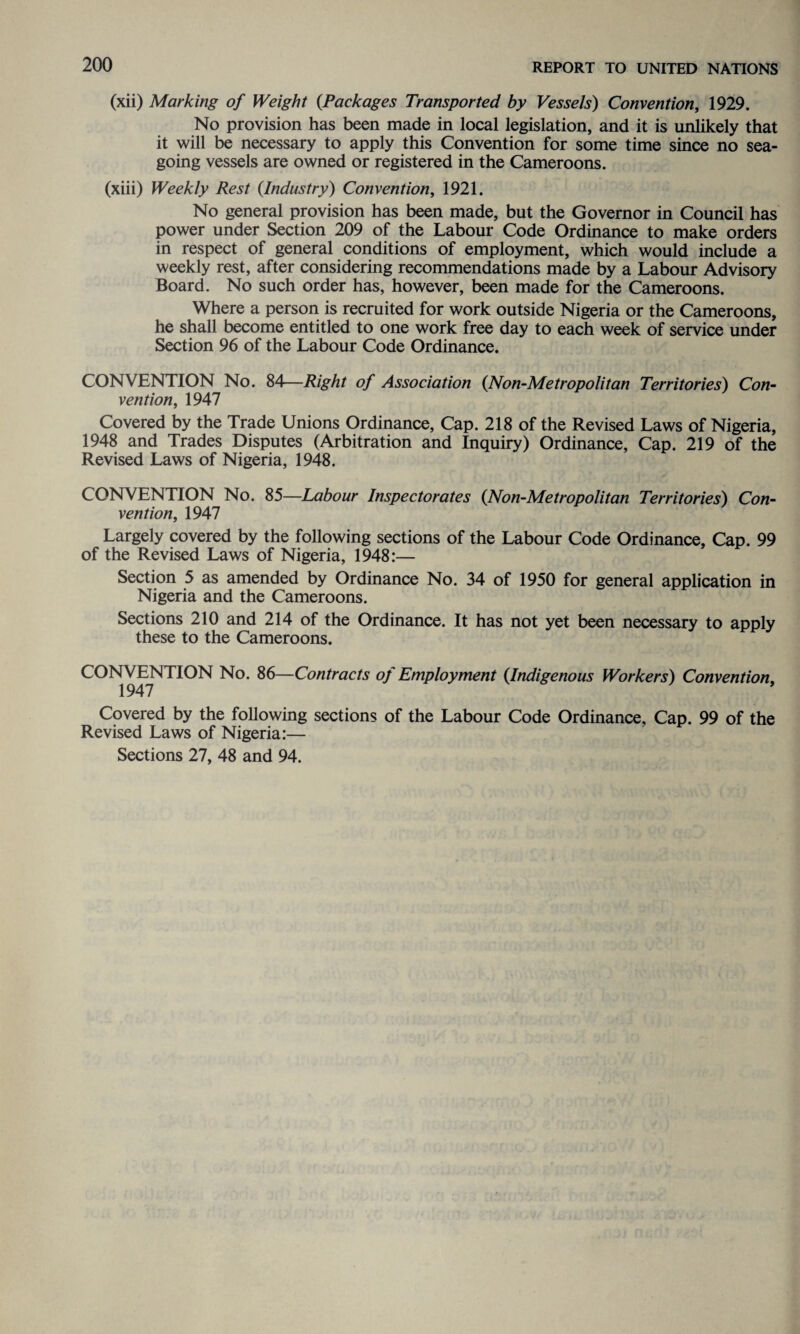 200
REPORT TO UNITED NATIONS
(xii) Marking of Weight (Packages Transported by Vessels) Convention, 1929.
No provision has been made in local legislation, and it is unlikely that
it will be necessary to apply this Convention for some time since no sea-
going vessels are owned or registered in the Cameroons.
(xiii) Weekly Rest (Industry) Convention, 1921.
No general provision has been made, but the Governor in Council has
power under Section 209 of the Labour Code Ordinance to make orders
in respect of general conditions of employment, which would include a
weekly rest, after considering recommendations made by a Labour Advisory
Board. No such order has, however, been made for the Cameroons.
Where a person is recruited for work outside Nigeria or the Cameroons,
he shall become entitled to one work free day to each week of service under
Section 96 of the Labour Code Ordinance.
CONVENTION No. 84—Right of Association (Non-Metropolitan Territories) Con-
vention, 1947
Covered by the Trade Unions Ordinance, Cap. 218 of the Revised Laws of Nigeria,
1948 and Trades Disputes (Arbitration and Inquiry) Ordinance, Cap. 219 of the
Revised Laws of Nigeria, 1948.
CONVENTION No. 85—Labour Inspectorates (Non-Metropolitan Territories) Con-
vention, 1947
Largely covered by the following sections of the Labour Code Ordinance, Cap. 99
of the Revised Laws of Nigeria, 1948:—
Section 5 as amended by Ordinance No. 34 of 1950 for general application in
Nigeria and the Cameroons.
Sections 210 and 214 of the Ordinance. It has not yet been necessary to apply
these to the Cameroons.
CONVENTION No. 86—Contracts of Employment (Indigenous Workers) Convention,
1947
Covered by the following sections of the Labour Code Ordinance, Cap. 99 of the
Revised Laws of Nigeria:—
Sections 27, 48 and 94.